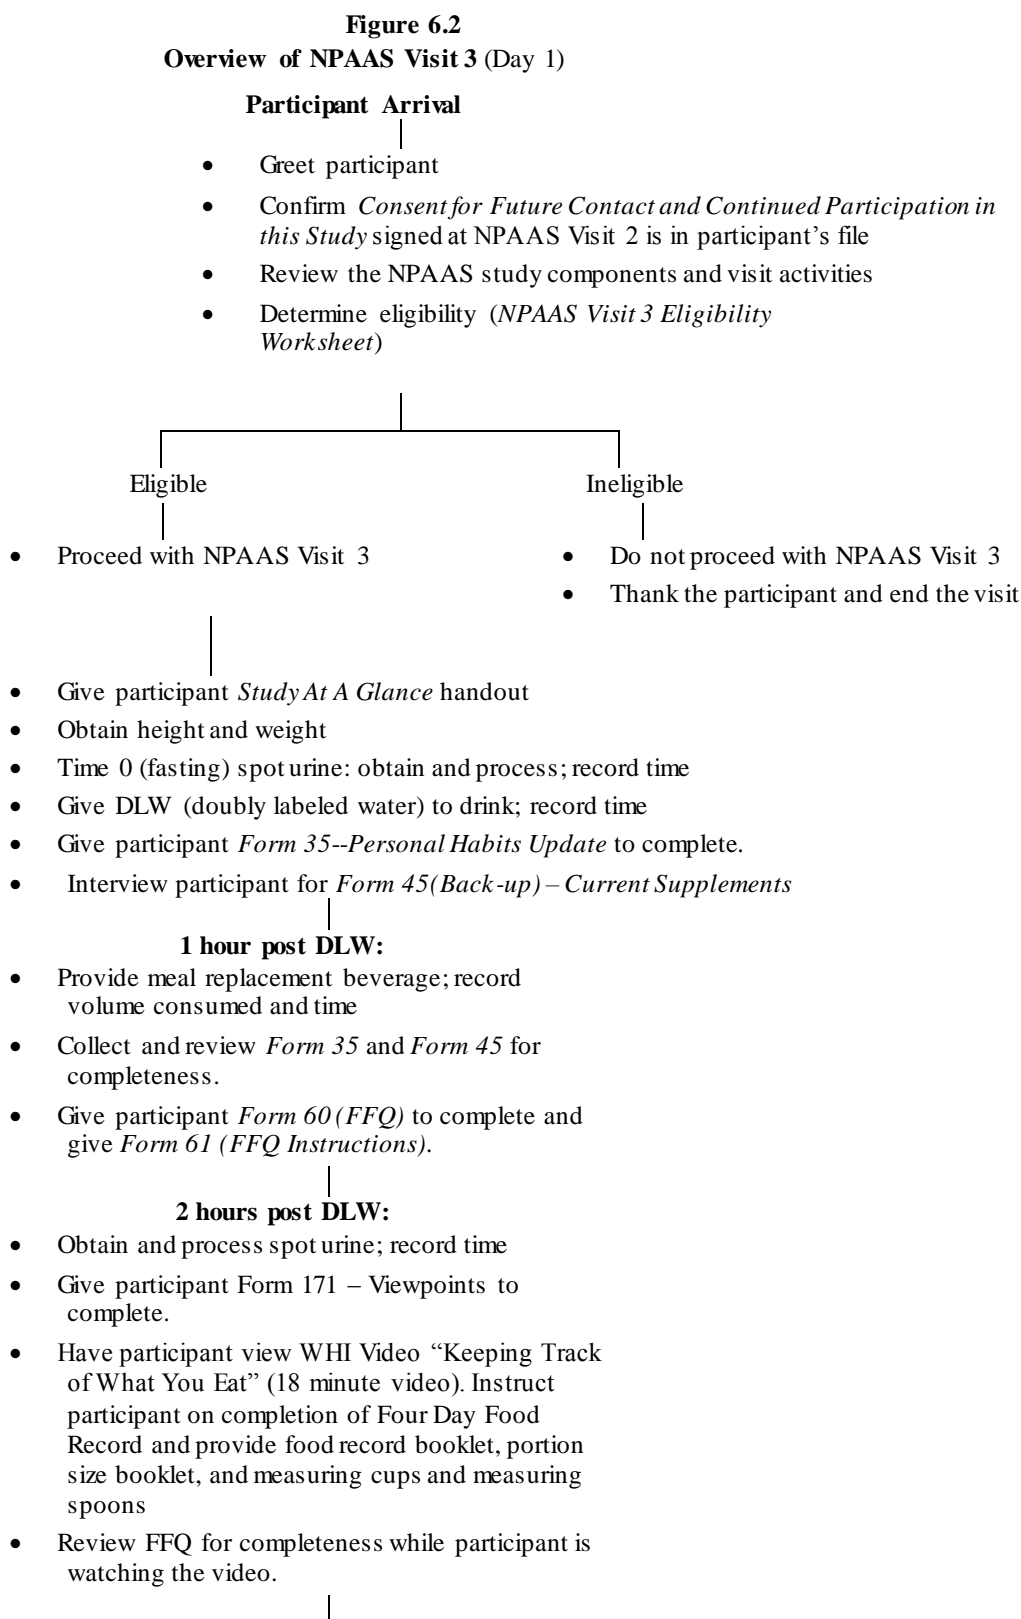 Figure 6.2
Overview of NPAAS Visit 3 (Day 1)
Participant Arrival
• Greet participant
• Confirm Consent for Future Contact and Continued Participation in
this Study signed at NPAAS Visit 2 is in participant's file
• Review the NPAAS study components and visit activities
• Determine eligibility (NPAAS Visit 3 Eligibility
Worksheet)
Eligible
Ineligible
• Proceed with NPAAS Visit 3
• Do not proceed with NPAAS Visit 3
• Thank the participant and end the visit
• Give participant Study At A Glance handout
• Obtain height and weight
• Time 0 (fasting) spot urine: obtain and process; record time
• Give DLW (doubly labeled water) to drink; record time
• Give participant Form 35--Personal Habits Update to complete.
• Interview participant for Form 45(Back-up) – Current Supplements
1 hour post DLW:
• Provide meal replacement beverage; record
volume consumed and time
• Collect and review Form 35 and Form 45 for
completeness.
• Give participant Form 60 (FFQ) to complete and
give Form 61 (FFQ Instructions).
2 hours post DLW:
• Obtain and process spot urine; record time
• Give participant Form 171 – Viewpoints to
complete.
• Have participant view WHI Video “Keeping Track
of What You Eat” (18 minute video). Instruct
participant on completion of Four Day Food
Record and provide food record booklet, portion
size booklet, and measuring cups and measuring
spoons
• Review FFQ for completeness while participant is
watching the video.